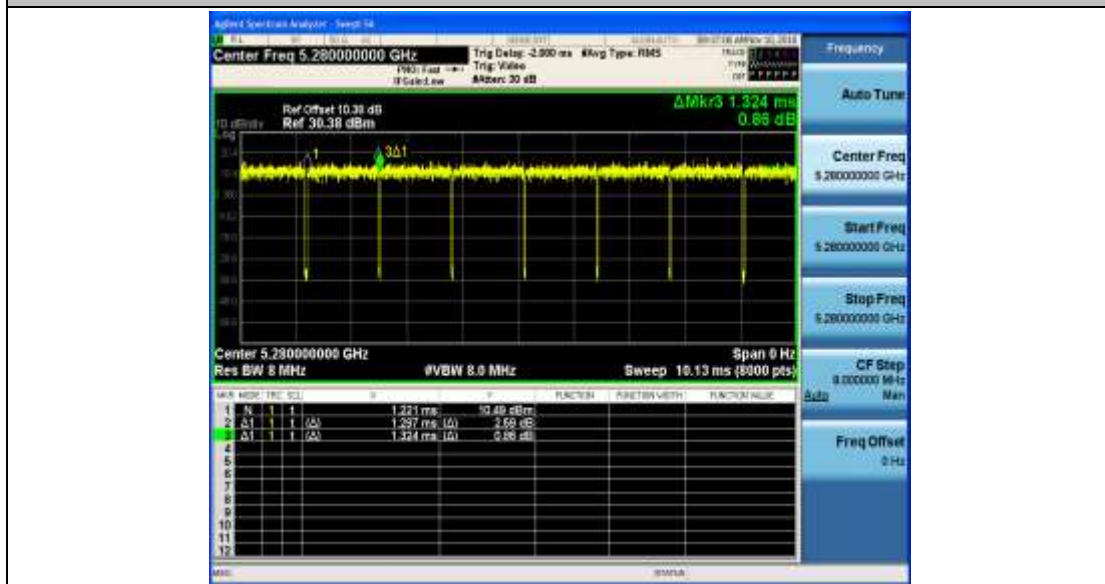 Agilent Spectrum Analyzer - Swept SA
Center Freq 5.280000000 GHz
PNO: Fast
IFGain:Low
Trig Delay: -2.000 ms
Trig: Video
#Atten: 30 dB
#Avg Type: RMS
Frequency
Auto Tune
ΔMkr3 1.324 ms
0.86 dB
10 dB/div
Log
Ref Offset 10.38 dB
Ref 30.38 dBm
1
3Δ1
Center Freq
5.280000000 GHz
Start Freq
5.280000000 GHz
Stop Freq
5.280000000 GHz
Center 5.280000000 GHz
Span 0 Hz
Res BW 8 MHz
#VBW 8.0 MHz
Sweep 10.13 ms (8000 pts)
CF Step
8.000000 MHz
Auto Man
MKR MODE TRC SCL X Y FUNCTION FUNCTION WIDTH FUNCTION VALUE
1 N 1 t 1.221 ms 10.49 dBm
2 Δ1 1 t (Δ) 1.297 ms (Δ) 2.59 dB
3 Δ1 1 t (Δ) 1.324 ms (Δ) 0.86 dB
4
5
6
7
8
9
10
11
12
Freq Offset
0 Hz
MSG
STATUS